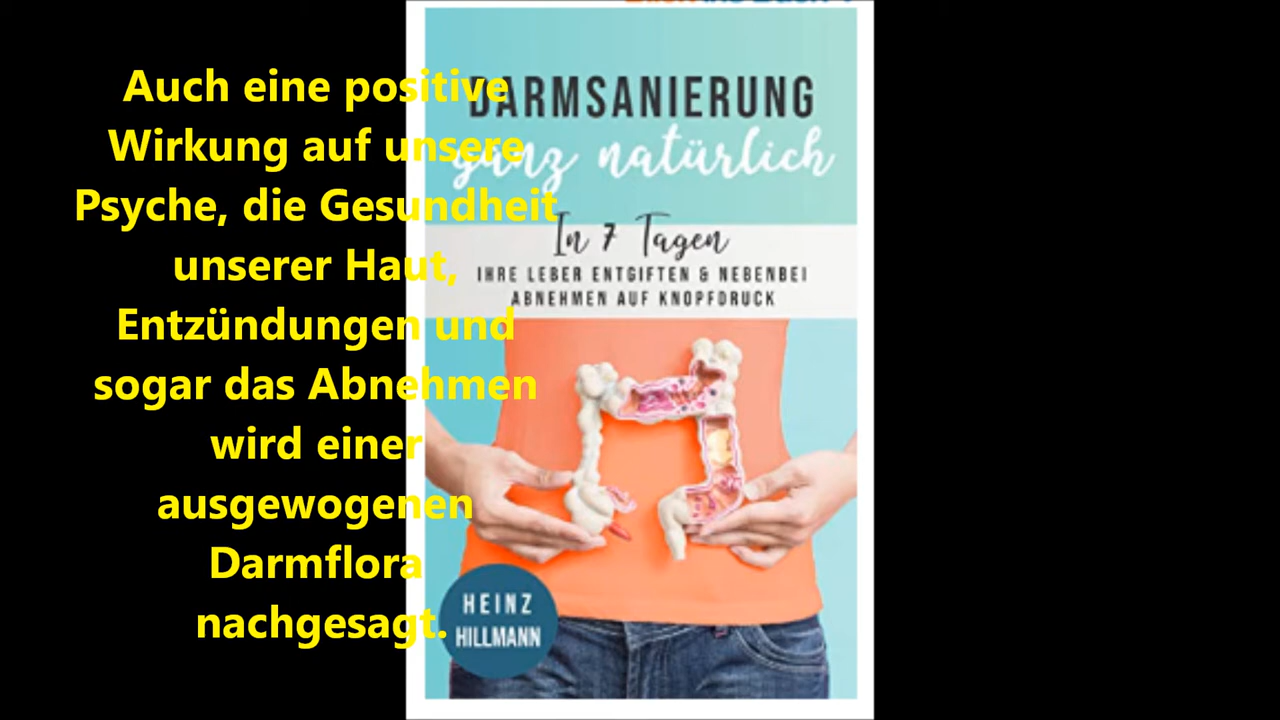 Auch eine positive
Wirkung auf unsere
Psyche, die Gesundheit
unserer Haut,
Entzündungen und
sogar das Abnehmen
wird einer
ausgewogenen
Darmflora
nachgesagt.
DARMSANIERUNG
ganz natürlich
In 7 Tagen
IHRE LEBER ENTGIFTEN & NEBENBEI
ABNEHMEN AUF KNOPFDRUCK
HEINZ
HILLMANN